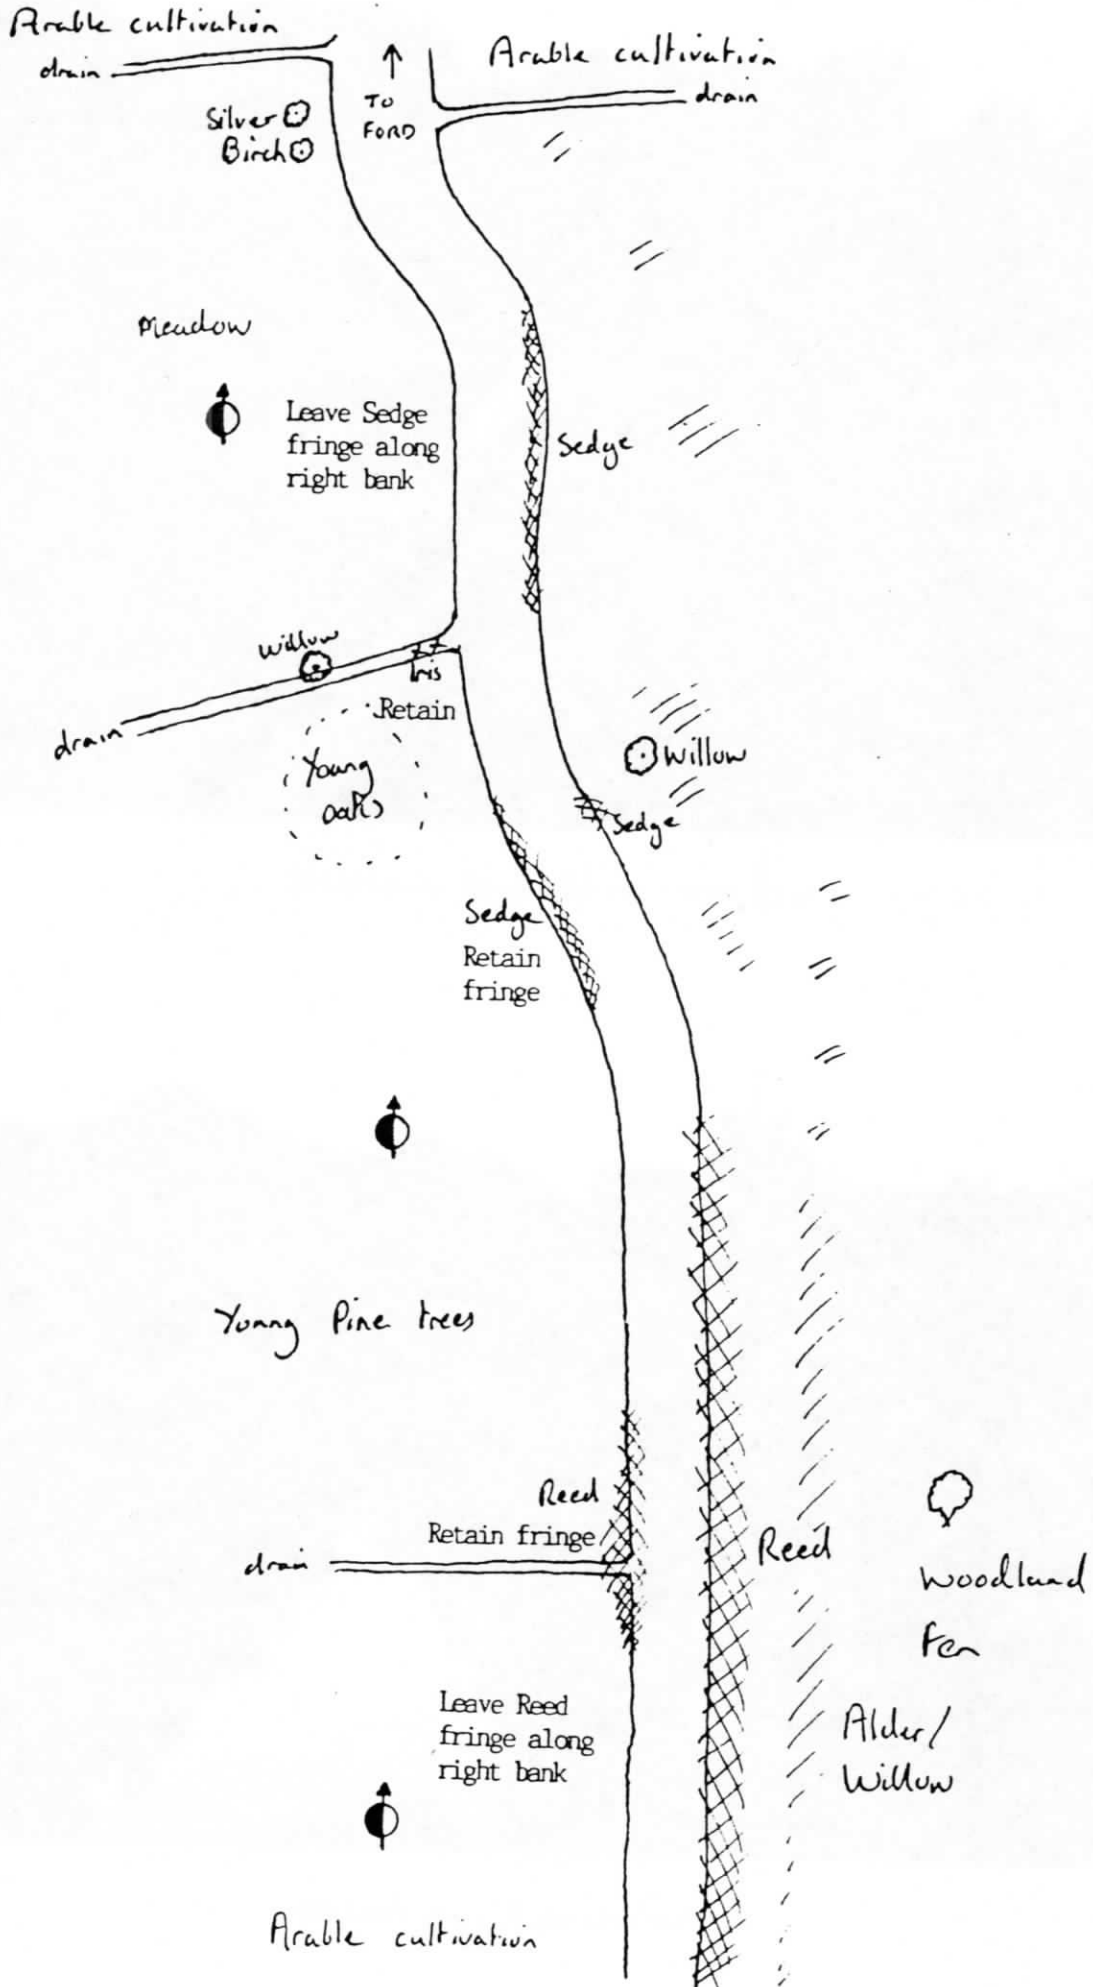 Arable cultivation
drain
Arable cultivation
drain
TO
FORD
Silver
Birch
Meadow
Leave Sedge
fringe along
right bank
Sedge
Willow
Iris
Retain
drain
Young
oaks
Willow
Sedge
Sedge
Retain
fringe
Young Pine trees
Reed
Retain fringe
drain
Reed
Woodland
Fen
Leave Reed
fringe along
right bank
Alder/
Willow
Arable cultivation